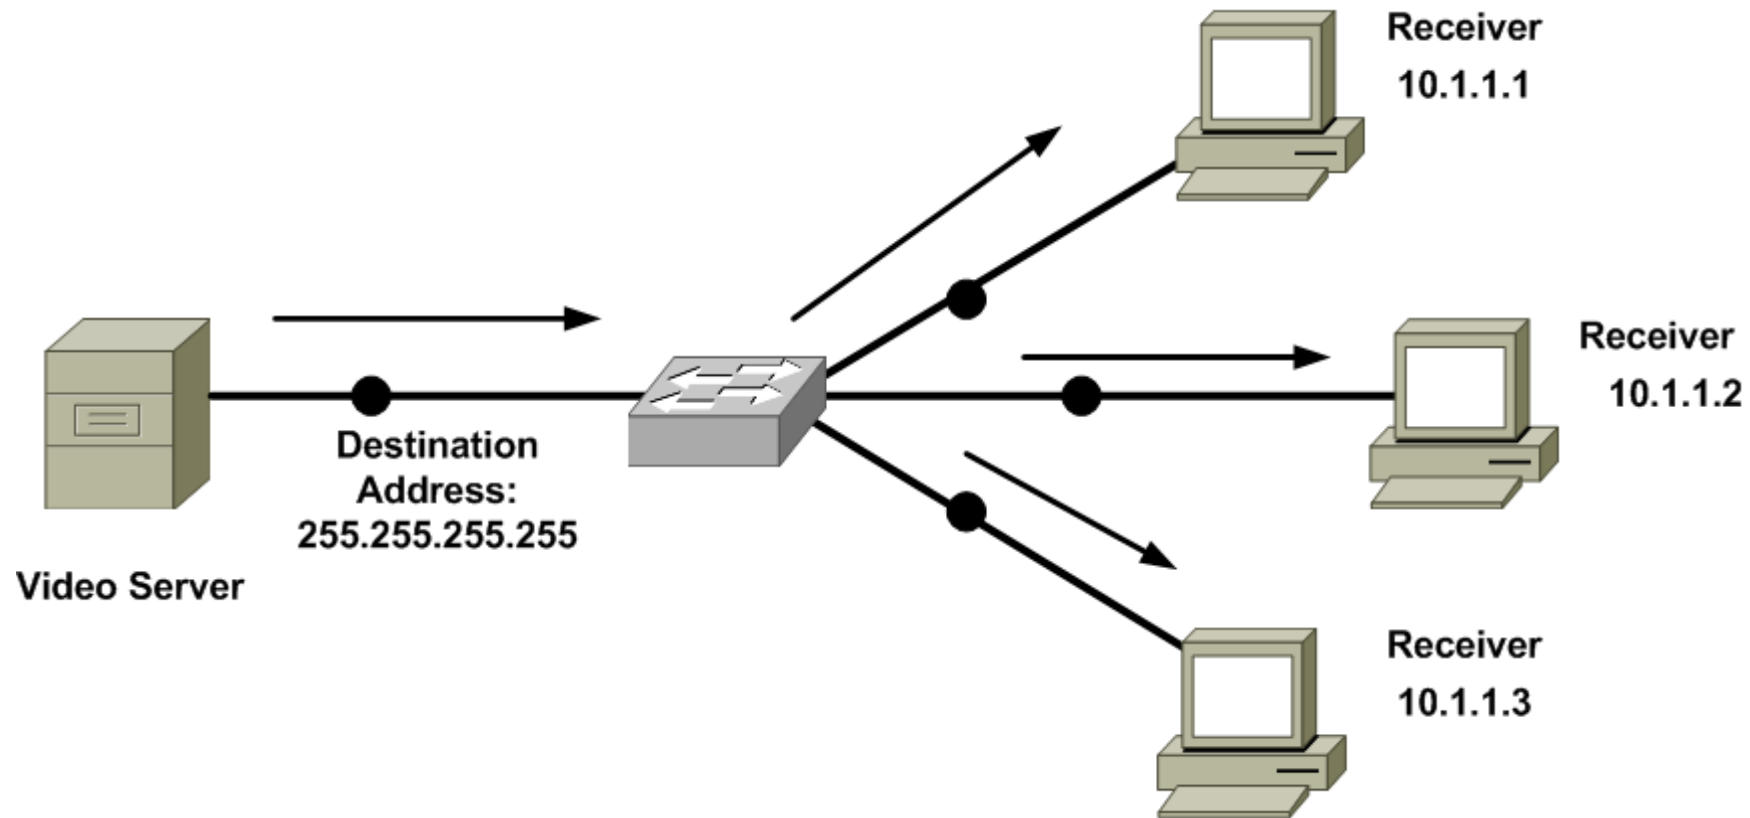 Receiver
10.1.1.1
Receiver
10.1.1.2
Destination
Address:
255.255.255.255
Video Server
Receiver
10.1.1.3